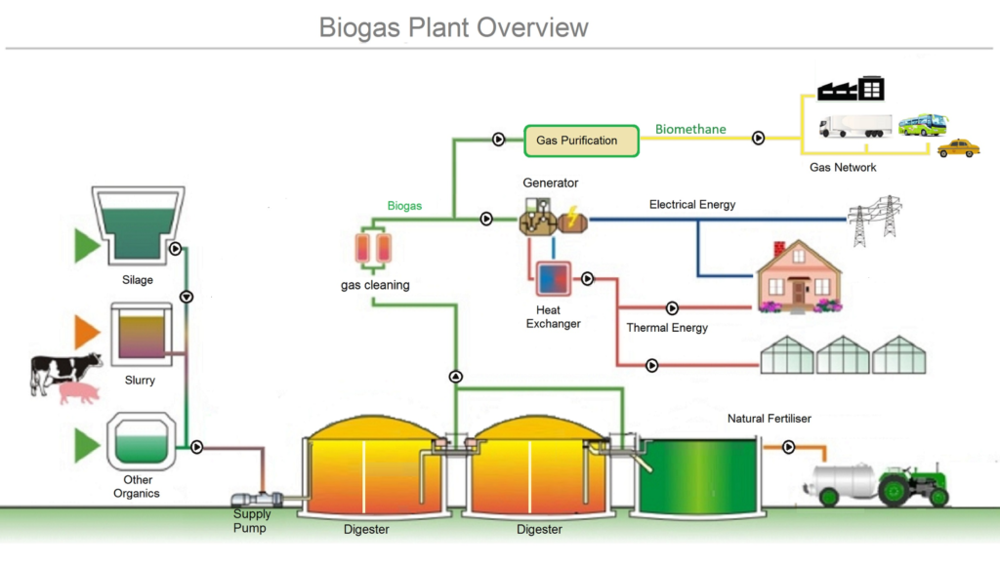 Biogas Plant Overview
Gas Purification
Biomethane
Gas Network
Generator
Electrical Energy
Biogas
gas cleaning
Heat
Exchanger
Thermal Energy
Silage
Slurry
Other
Organics
Supply
Pump
Digester
Digester
Natural Fertiliser